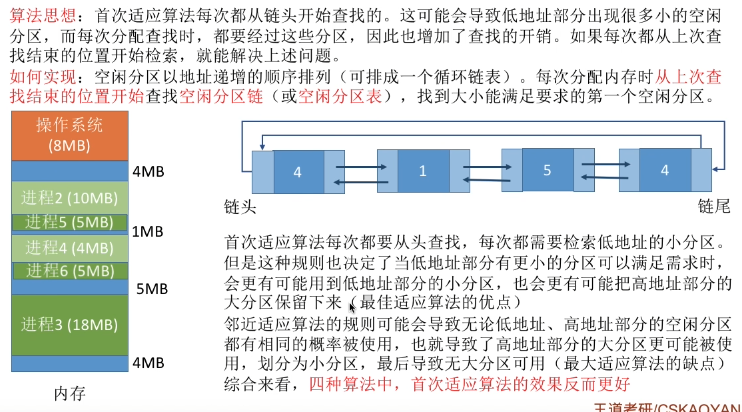 算法思想：首次适应算法每次都从链头开始查找的。这可能会导致低地址部分出现很多小的空闲
分区，而每次分配查找时，都要经过这些分区，因此也增加了查找的开销。如果每次都从上次查
找结束的位置开始检索，就能解决上述问题。
如何实现：空闲分区以地址递增的顺序排列（可排成一个循环链表）。每次分配内存时从上次查
找结束的位置开始查找空闲分区链（或空闲分区表），找到大小能满足要求的第一个空闲分区。
操作系统
(8MB)
4MB
进程2 (10MB)
进程5 (5MB)
1MB
进程4 (4MB)
进程6 (5MB)
5MB
进程3 (18MB)
4MB
内存
4
1
5
4
链头
链尾
首次适应算法每次都要从头查找，每次都需要检索低地址的小分区。
但是这种规则也决定了当低地址部分有更小的分区可以满足需求时，
会更有可能用到低地址部分的小分区，也会更有可能把高地址部分的
大分区保留下来（最佳适应算法的优点）
邻近适应算法的规则可能会导致无论低地址、高地址部分的空闲分区
都有相同的概率被使用，也就导致了高地址部分的大分区更可能被使
用，划分为小分区，最后导致无大分区可用（最大适应算法的缺点）
综合来看，四种算法中，首次适应算法的效果反而更好
王道考研/CSKAOYAN